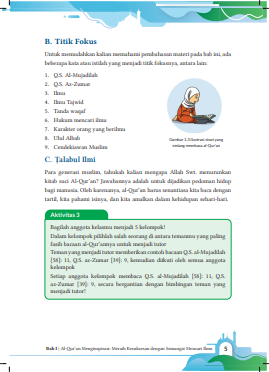 B. Titik Fokus
Untuk memudahkan kalian memahami pembahasan materi pada bab ini, ada
beberapa kata atau istilah yang menjadi titik fokusnya, antara lain:
1. Q.S. Al-Mujadilah
2. Q.S. Az-Zumar
3. Ilmu
4. Ilmu Tajwid
5. Tanda waqaf
6. Hukum mencari ilmu
7. Karakter orang yang berilmu
8. Ulul Albab
9. Cendekiawan Muslim
Gambar 1.3 Ilustrasi siswi yang
sedang membaca al-Qur'an
C. Ṭalabul Ilmi
Para generasi muslim, tahukah kalian mengapa Allah Swt. menurunkan
kitab suci Al-Qur'an? Jawabannya adalah untuk dijadikan pedoman hidup
bagi manusia. Oleh karenanya, al-Qur'an harus senantiasa kita baca dengan
tartil, kita pahami isinya, dan kita amalkan dalam kehidupan sehari-hari.
Aktivitas 3
Bagilah anggota kelasmu menjadi 5 kelompok!
Dalam kelompok pilihlah salah seorang di antara temanmu yang paling
fasih bacaan al-Qur'annya untuk menjadi tutor
Teman yang menjadi tutor memberikan contoh bacaan Q.S. al-Mujadilah
[58]: 11, Q.S. az-Zumar [39]: 9, kemudian diikuti oleh semua anggota
kelompok
Setiap anggota kelompok membaca Q.S. al-Mujadilah [58]: 11, Q.S.
az-Zumar [39]: 9, secara bergantian dengan bimbingan teman yang
menjadi tutor!
Bab 1 | Al-Qur'an Menginspirasi: Meraih Kesuksesan dengan Semangat Mencari Ilmu
5